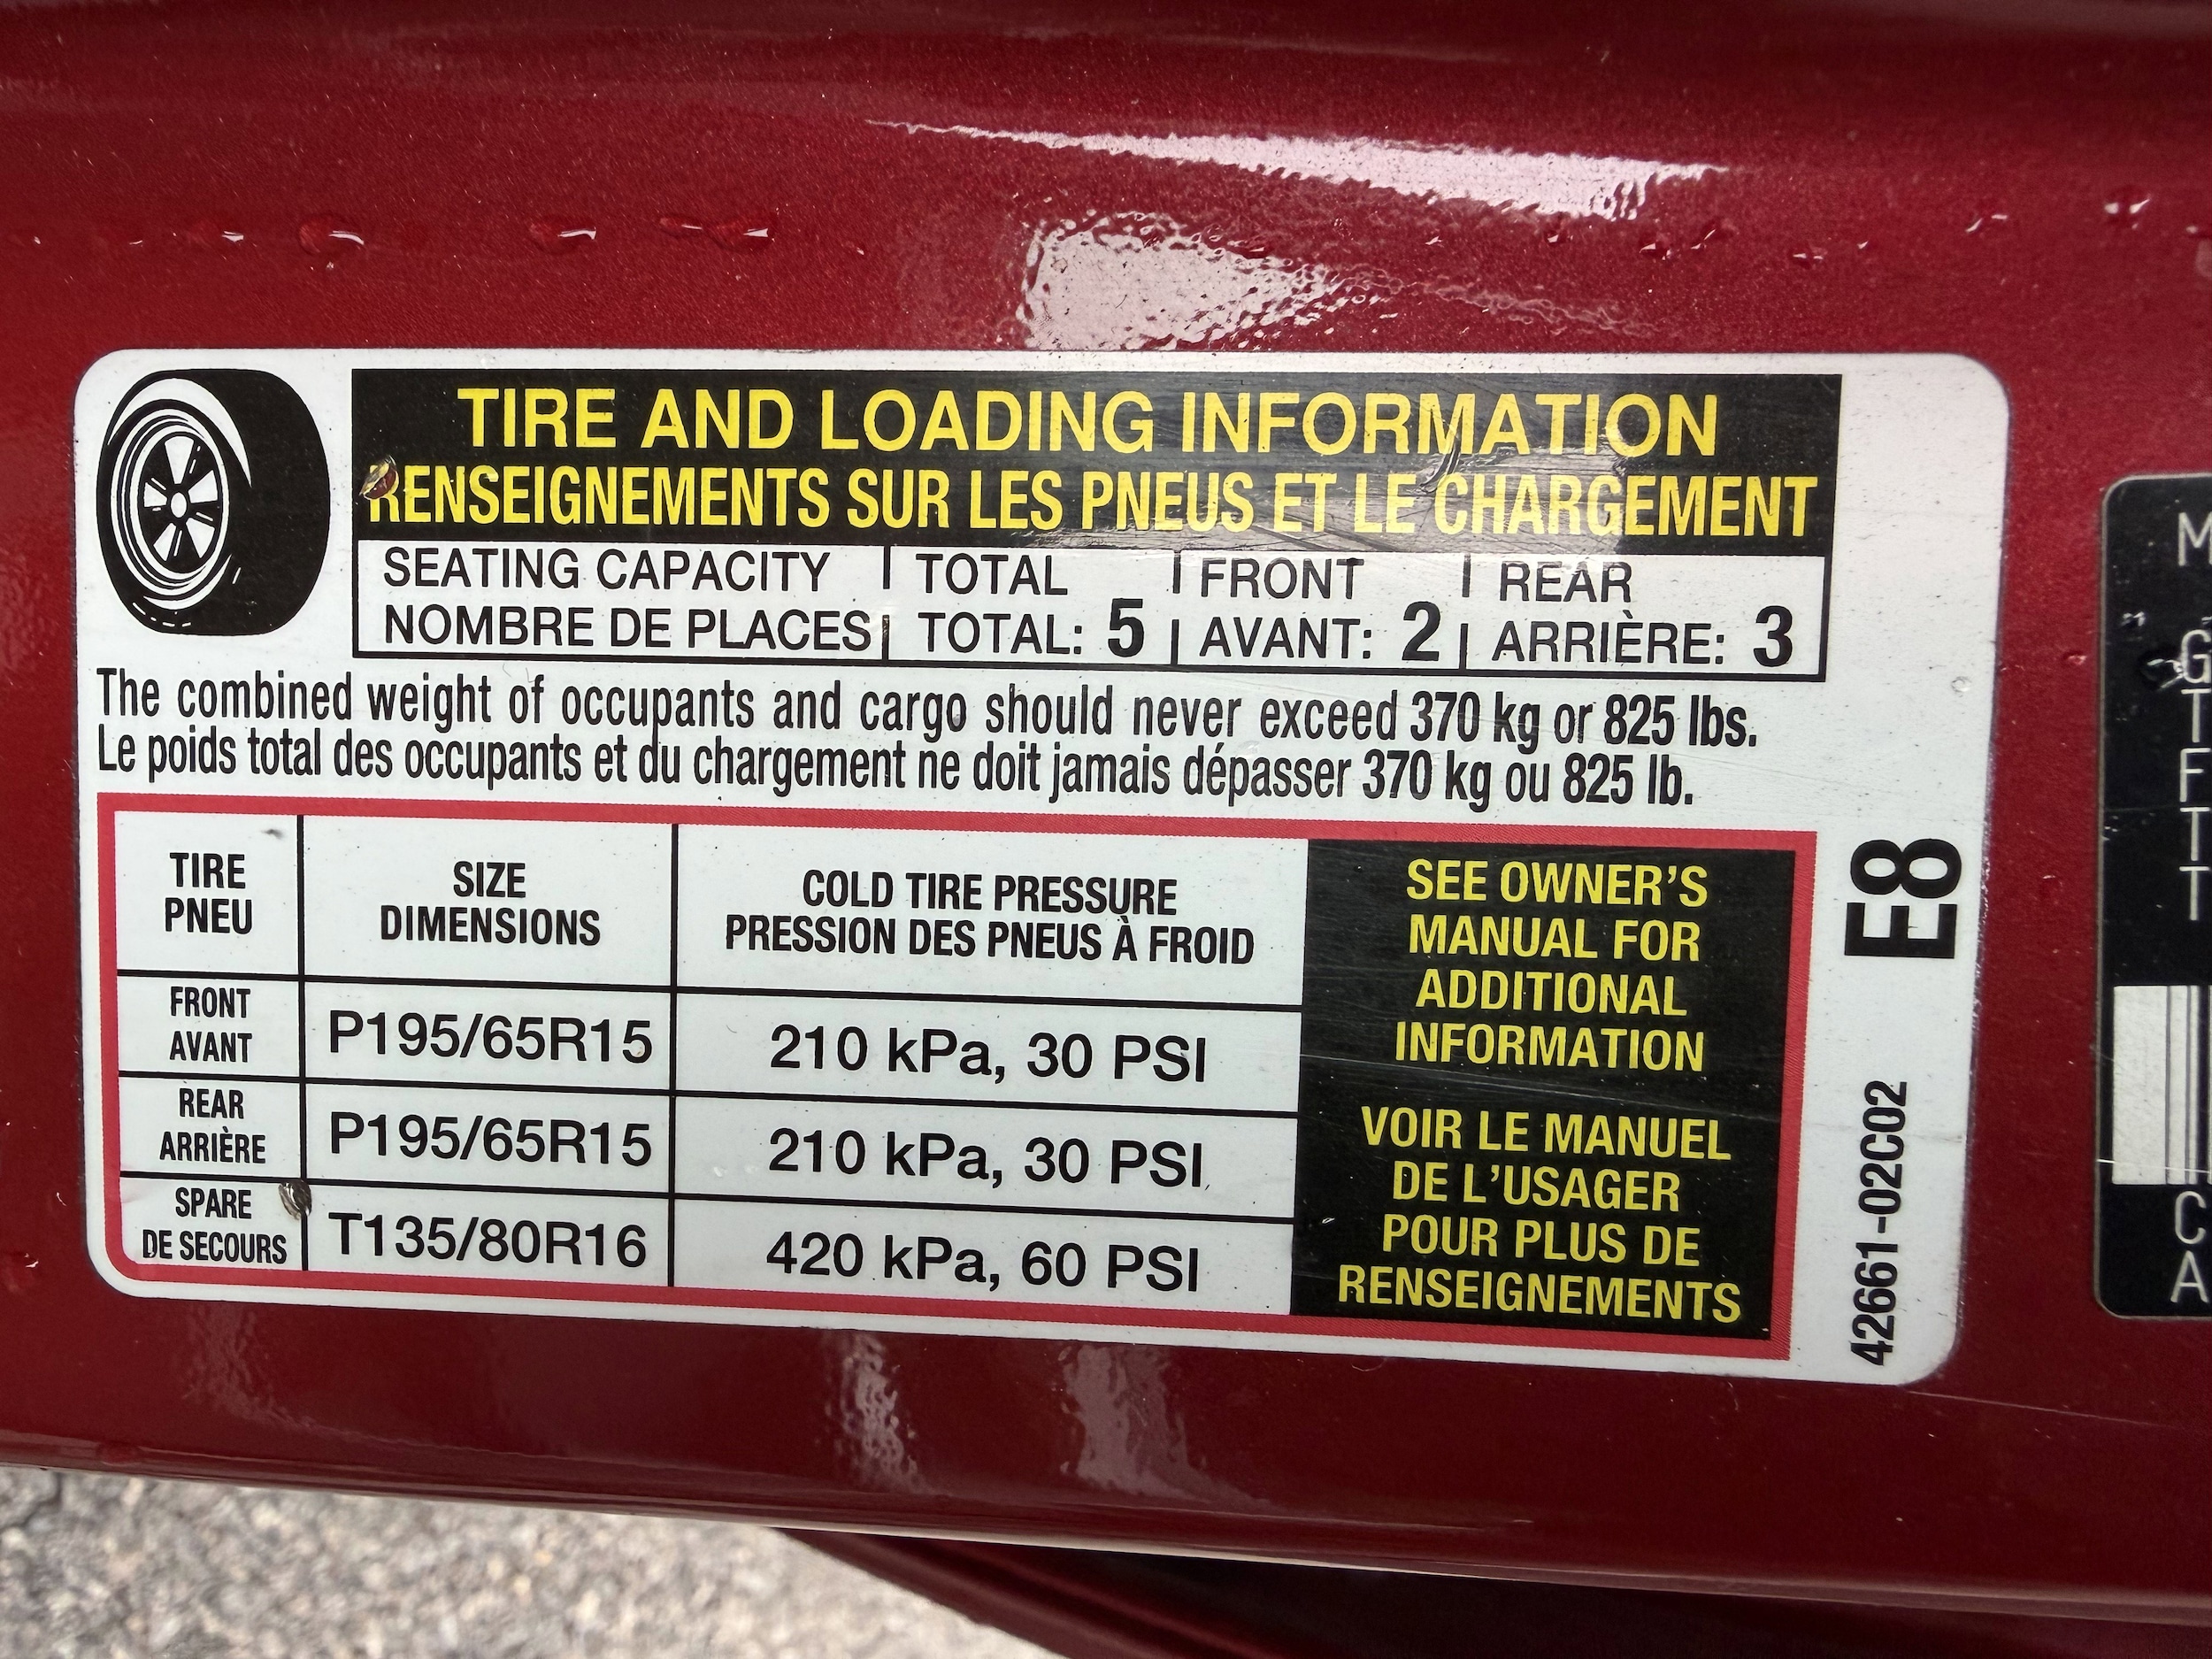 TIRE AND LOADING INFORMATION
RENSEIGNEMENTS SUR LES PNEUS ET LE CHARGEMENT
SEATING CAPACITY | TOTAL | FRONT | REAR
NOMBRE DE PLACES | TOTAL: 5 | AVANT: 2 | ARRIÈRE: 3
The combined weight of occupants and cargo should never exceed 370 kg or 825 lbs.
Le poids total des occupants et du chargement ne doit jamais dépasser 370 kg ou 825 lb.
TIRE
PNEU
SIZE
DIMENSIONS
COLD TIRE PRESSURE
PRESSION DES PNEUS À FROID
FRONT
AVANT
P195/65R15
210 kPa, 30 PSI
REAR
ARRIÈRE
P195/65R15
210 kPa, 30 PSI
SPARE
DE SECOURS
T135/80R16
420 kPa, 60 PSI
SEE OWNER'S
MANUAL FOR
ADDITIONAL
INFORMATION
VOIR LE MANUEL
DE L'USAGER
POUR PLUS DE
RENSEIGNEMENTS
E8
42661-02C02
M
G
T
F
T
T
C
A